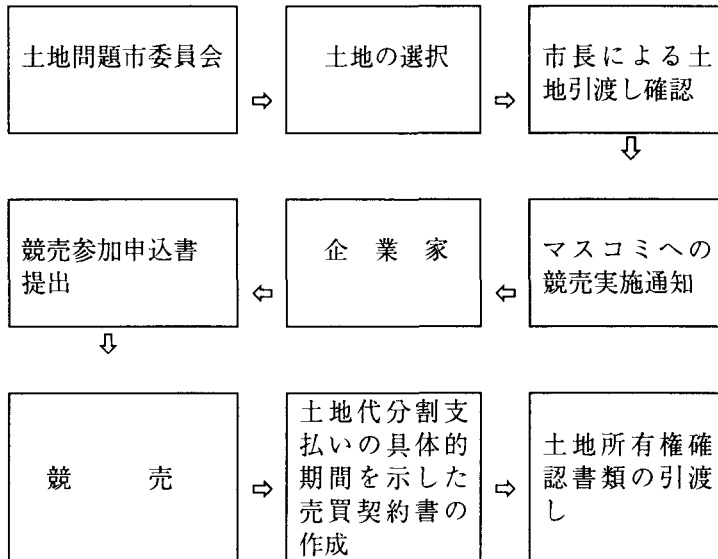 土地問題市委員会
土地の選択
市長による土
地引渡し確認
マスコミへの
競売実施通知
企業家
競売参加申込書
提出
競売
土地代分割支
払いの具体的
期間を示した
売買契約書の
作成
土地所有権確
認書類の引渡
し